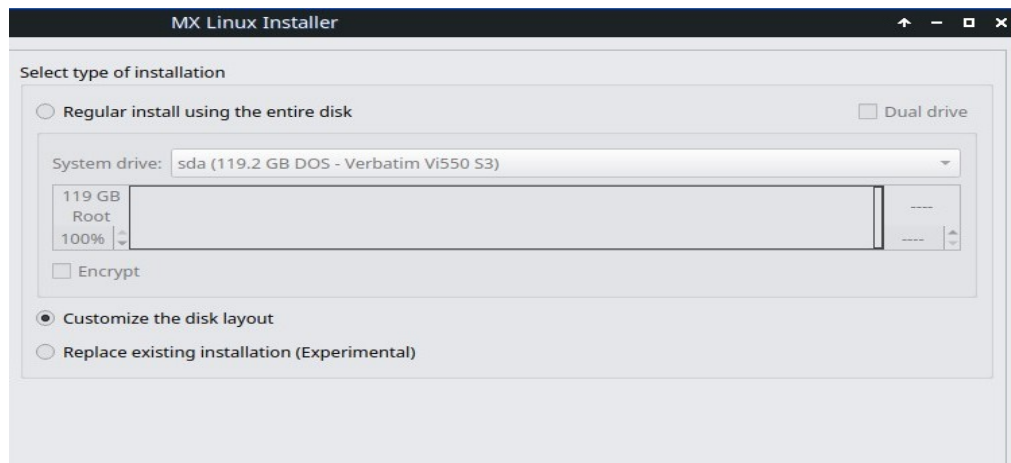 MX Linux Installer
Select type of installation
Regular install using the entire disk
Dual drive
System drive: sda (119.2 GB DOS - Verbatim Vi550 S3)
119 GB
Root
100%
----
----
Encrypt
Customize the disk layout
Replace existing installation (Experimental)